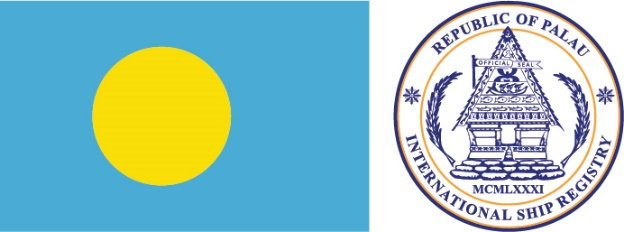 REPUBLIC OF PALAU
OFFICIAL SEAL
MCMLXXXI
INTERNATIONAL SHIP REGISTRY